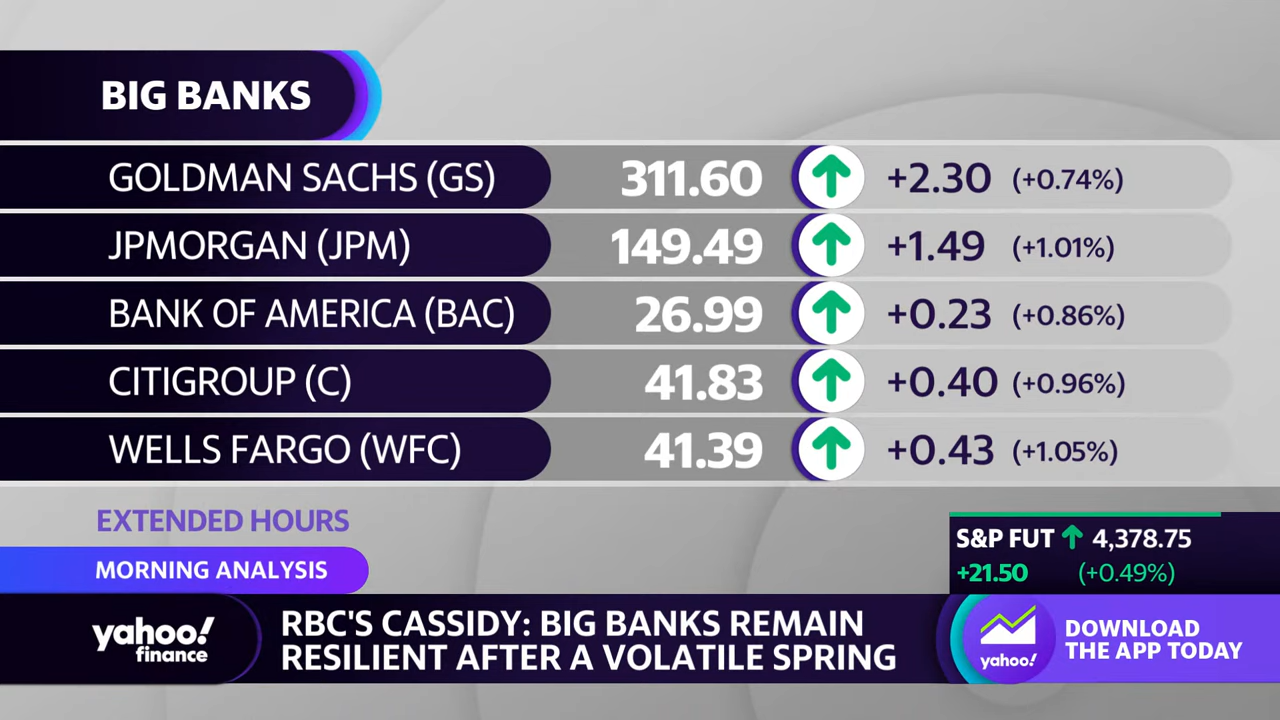 BIG BANKS
GOLDMAN SACHS (GS) 311.60 +2.30 (+0.74%)
JPMORGAN (JPM) 149.49 +1.49 (+1.01%)
BANK OF AMERICA (BAC) 26.99 +0.23 (+0.86%)
CITIGROUP (C) 41.83 +0.40 (+0.96%)
WELLS FARGO (WFC) 41.39 +0.43 (+1.05%)
EXTENDED HOURS
MORNING ANALYSIS
S&P FUT 4,378.75
+21.50 (+0.49%)
yahoo!
finance
RBC'S CASSIDY: BIG BANKS REMAIN
RESILIENT AFTER A VOLATILE SPRING
yahoo!
DOWNLOAD
THE APP TODAY